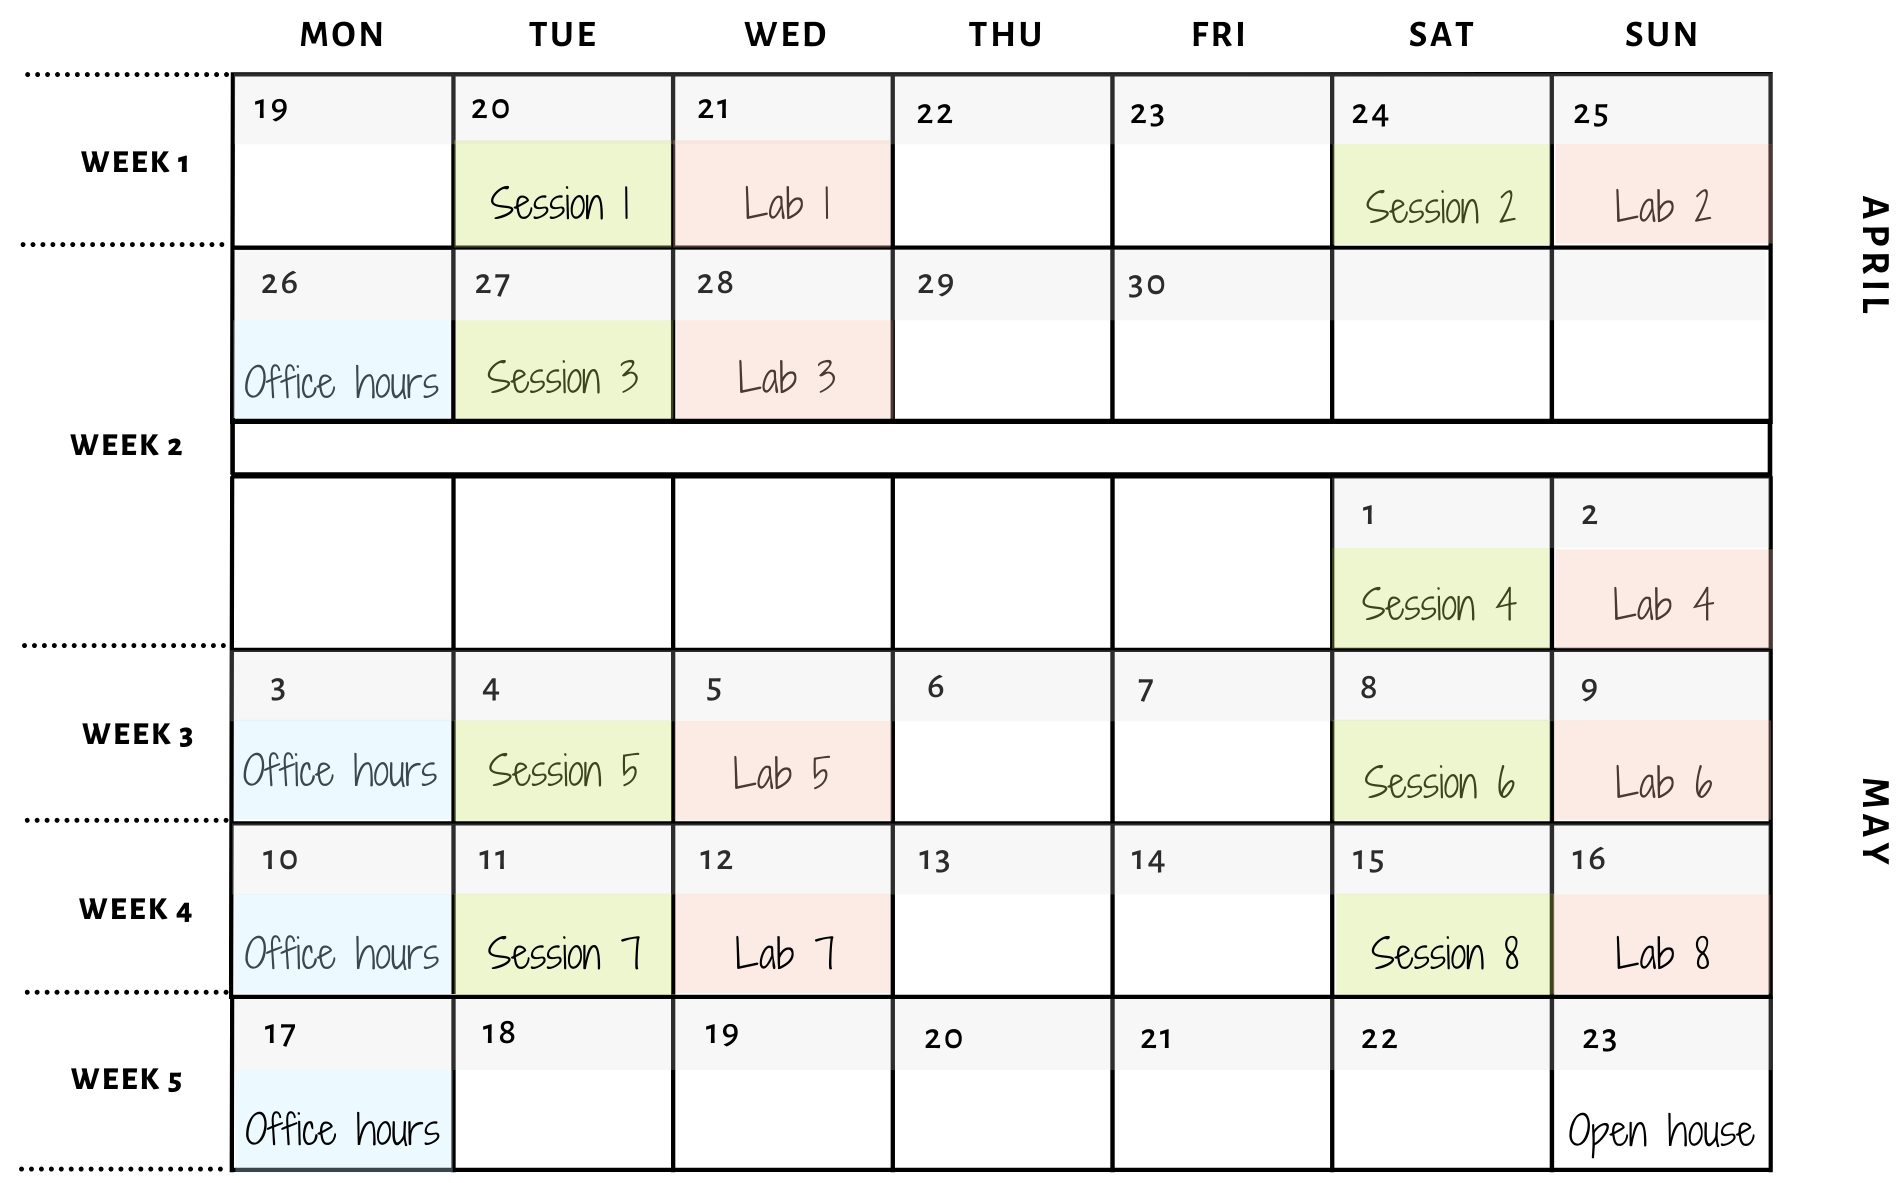 MON TUE WED THU FRI SAT SUN
WEEK 1
19 20 21 22 23 24 25
Session 1 Lab 1 Session 2 Lab 2
APRIL
26 27 28 29 30
Office hours Session 3 Lab 3
WEEK 2
1 2
Session 4 Lab 4
WEEK 3
3 4 5 6 7 8 9
Office hours Session 5 Lab 5 Session 6 Lab 6
MAY
WEEK 4
10 11 12 13 14 15 16
Office hours Session 7 Lab 7 Session 8 Lab 8
WEEK 5
17 18 19 20 21 22 23
Office hours Open house